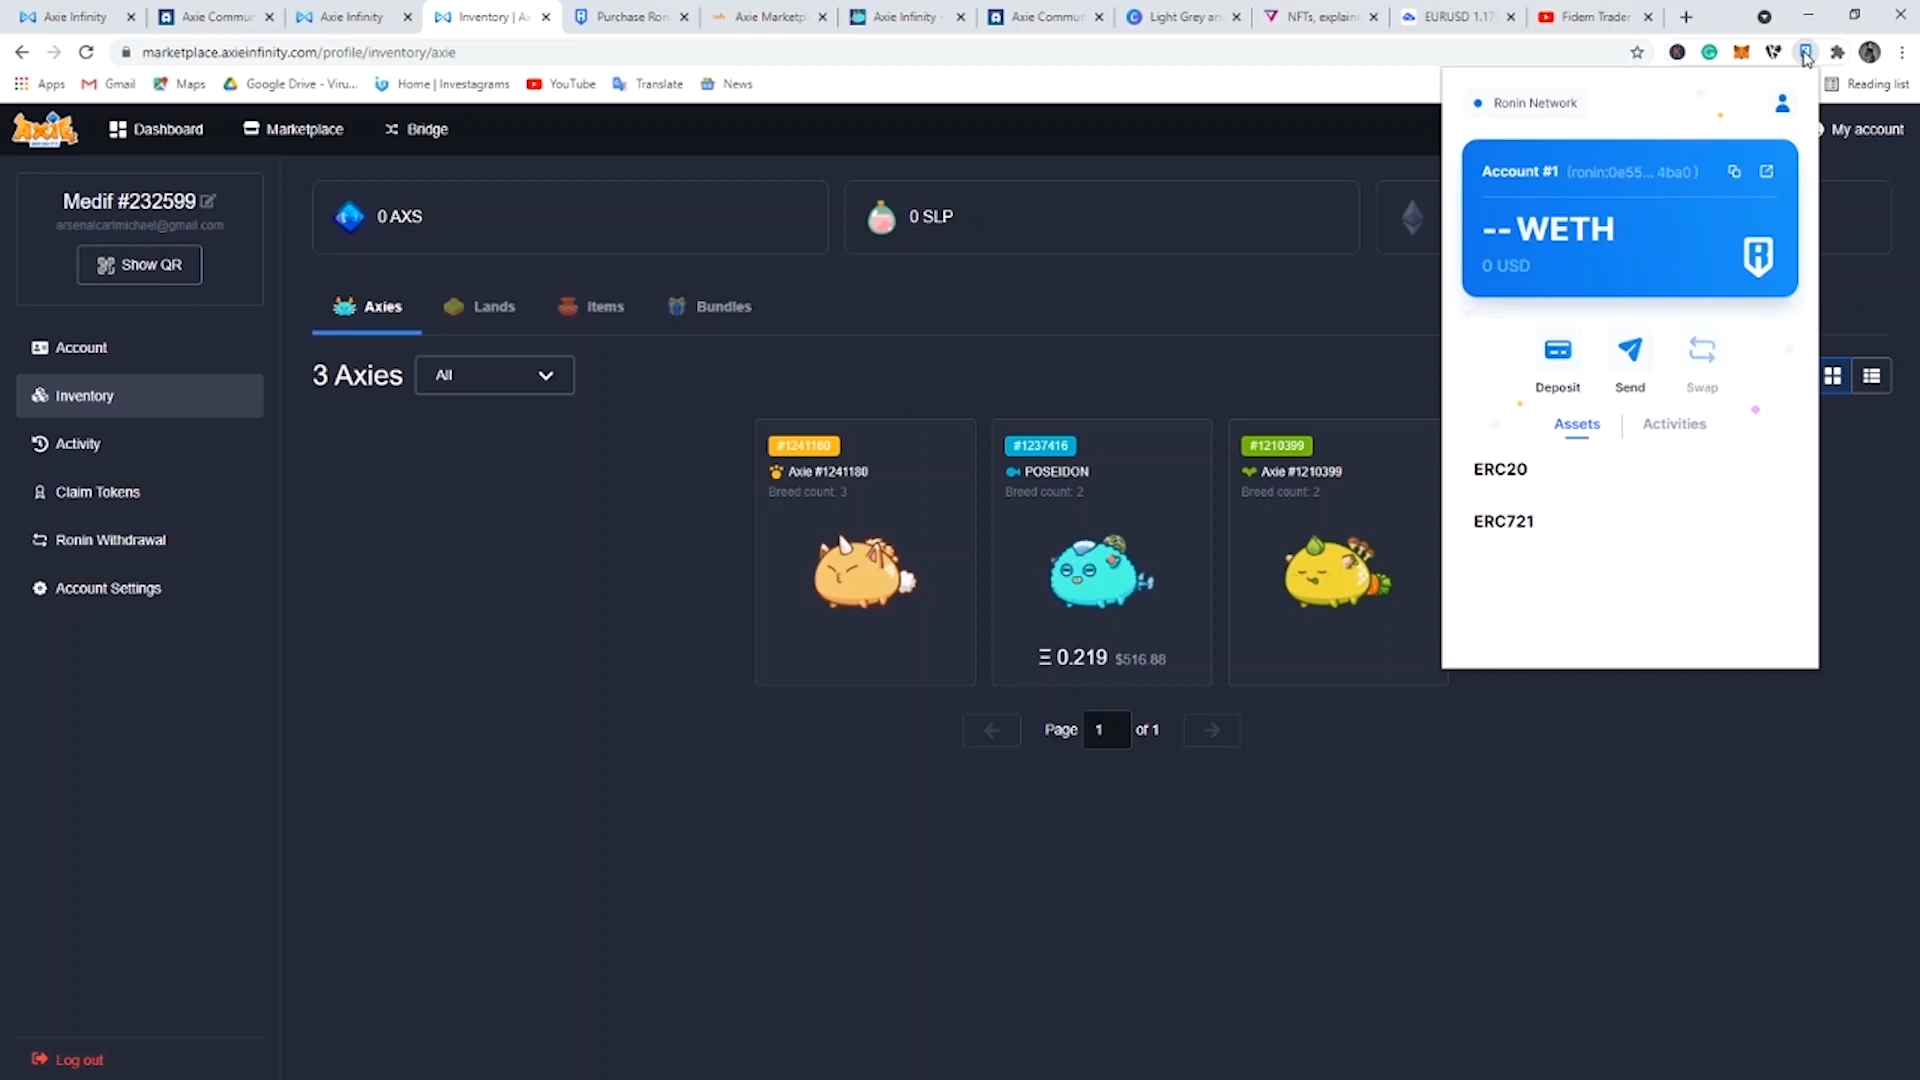 Axie Infinity
Axie Commun
Axie Infinity
Inventory | Ax
Purchase Ron
Axie Marketp
Axie Infinity -
Axie Commun
Light Grey an
NFTs, explain
EURUSD 1.17
Fidem Trader
marketplace.axieinfinity.com/profile/inventory/axie
Apps
Gmail
Maps
Google Drive - Viru...
Home | Investagrams
YouTube
Translate
News
Reading list
AXIE
INFINITY
Dashboard
Marketplace
Bridge
My account
Medif #232599
arsenalcarlmichael@gmail.com
Show QR
Account
Inventory
Activity
Claim Tokens
Ronin Withdrawal
Account Settings
Log out
0 AXS
0 SLP
Axies
Lands
Items
Bundles
3 Axies
All
#1241180
Axie #1241180
Breed count: 3
#1237416
POSEIDON
Breed count: 2
Ξ 0.219 $516.88
#1210399
Axie #1210399
Breed count: 2
Page 1 of 1
Ronin Network
Account #1 (ronin:0e55... 4ba0 )
-- WETH
0 USD
Deposit
Send
Swap
Assets
Activities
ERC20
ERC721